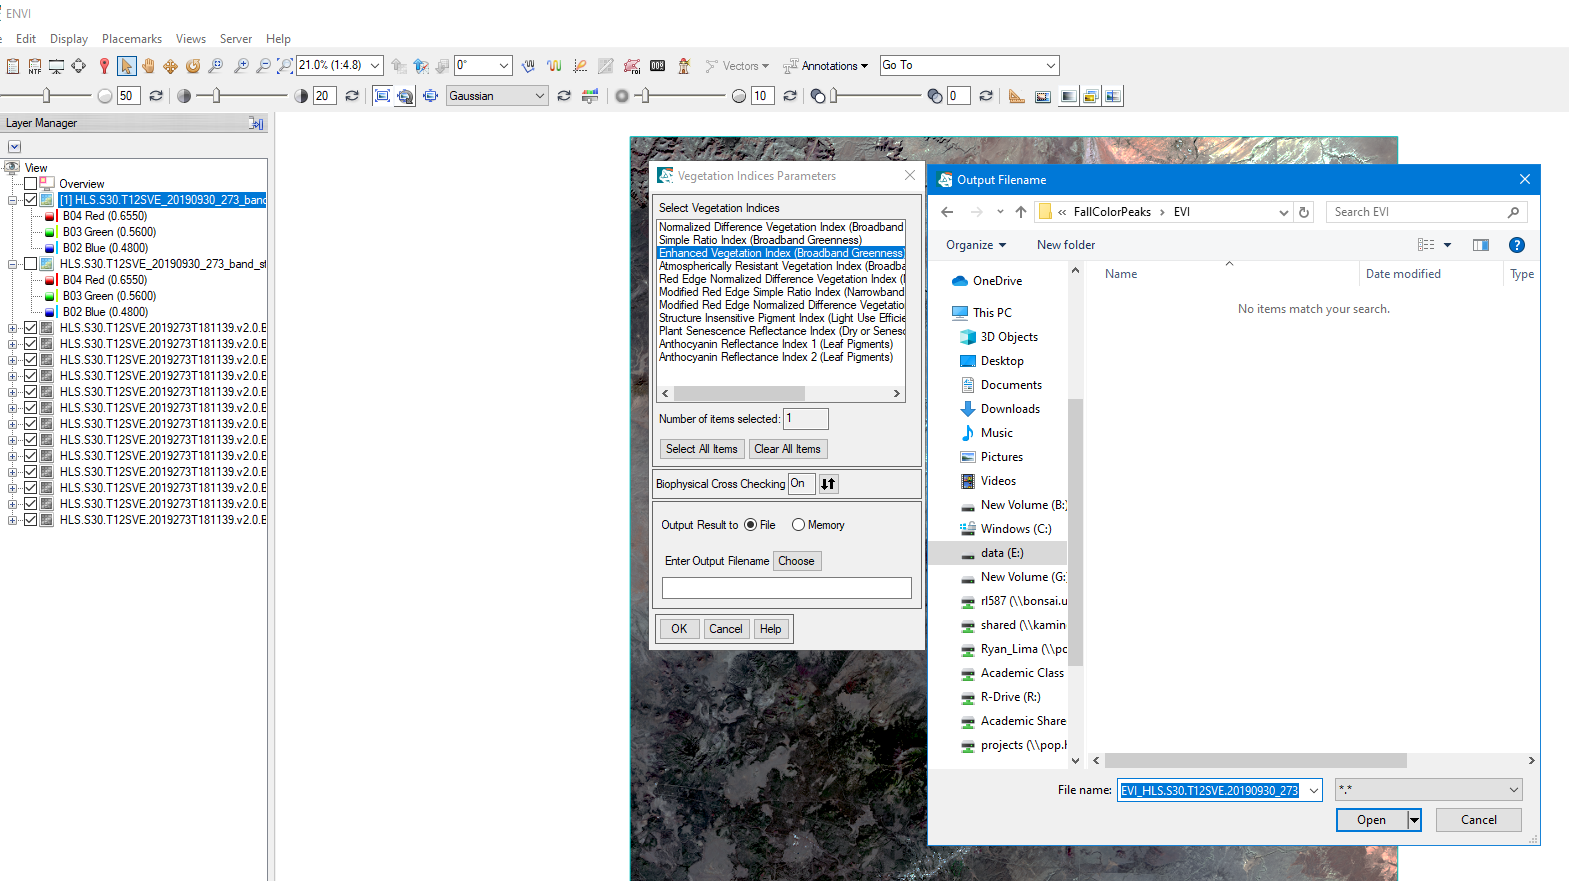 ENVI
Edit Display Placemarks Views Server Help
NTF 21.0% (1:4.8) 0° ROI Vectors Annotations Go To
50 20 Gaussian 10 0
Layer Manager
View
Overview
[1] HLS.S30.T12SVE_20190930_273_band
B04 Red (0.6550)
B03 Green (0.5600)
B02 Blue (0.4800)
HLS.S30.T12SVE_20190930_273_band_st
B04 Red (0.6550)
B03 Green (0.5600)
B02 Blue (0.4800)
HLS.S30.T12SVE.2019273T181139.v2.0.B
HLS.S30.T12SVE.2019273T181139.v2.0.B
HLS.S30.T12SVE.2019273T181139.v2.0.B
HLS.S30.T12SVE.2019273T181139.v2.0.B
HLS.S30.T12SVE.2019273T181139.v2.0.B
HLS.S30.T12SVE.2019273T181139.v2.0.B
HLS.S30.T12SVE.2019273T181139.v2.0.B
HLS.S30.T12SVE.2019273T181139.v2.0.B
HLS.S30.T12SVE.2019273T181139.v2.0.B
HLS.S30.T12SVE.2019273T181139.v2.0.B
HLS.S30.T12SVE.2019273T181139.v2.0.B
HLS.S30.T12SVE.2019273T181139.v2.0.B
HLS.S30.T12SVE.2019273T181139.v2.0.B
Vegetation Indices Parameters
Select Vegetation Indices
Normalized Difference Vegetation Index (Broadband
Simple Ratio Index (Broadband Greenness)
Enhanced Vegetation Index (Broadband Greenness)
Atmospherically Resistant Vegetation Index (Broadba
Red Edge Normalized Difference Vegetation Index (
Modified Red Edge Simple Ratio Index (Narrowband
Modified Red Edge Normalized Difference Vegetatio
Structure Insensitive Pigment Index (Light Use Efficie
Plant Senescence Reflectance Index (Dry or Senesc
Anthocyanin Reflectance Index 1 (Leaf Pigments)
Anthocyanin Reflectance Index 2 (Leaf Pigments)
Number of items selected: 1
Select All Items Clear All Items
Biophysical Cross Checking On
Output Result to File Memory
Enter Output Filename Choose
OK Cancel Help
Output Filename
« FallColorPeaks › EVI Search EVI
Organize New folder
Name Date modified Type
No items match your search.
OneDrive
This PC
3D Objects
Desktop
Documents
Downloads
Music
Pictures
Videos
New Volume (B:)
Windows (C:)
data (E:)
New Volume (G:
rl587 (\\bonsai.u
shared (\\kamin
Ryan_Lima (\\po
Academic Class
R-Drive (R:)
Academic Share
projects (\\pop.h
File name: EVI_HLS.S30.T12SVE.20190930_273 *.*
Open Cancel